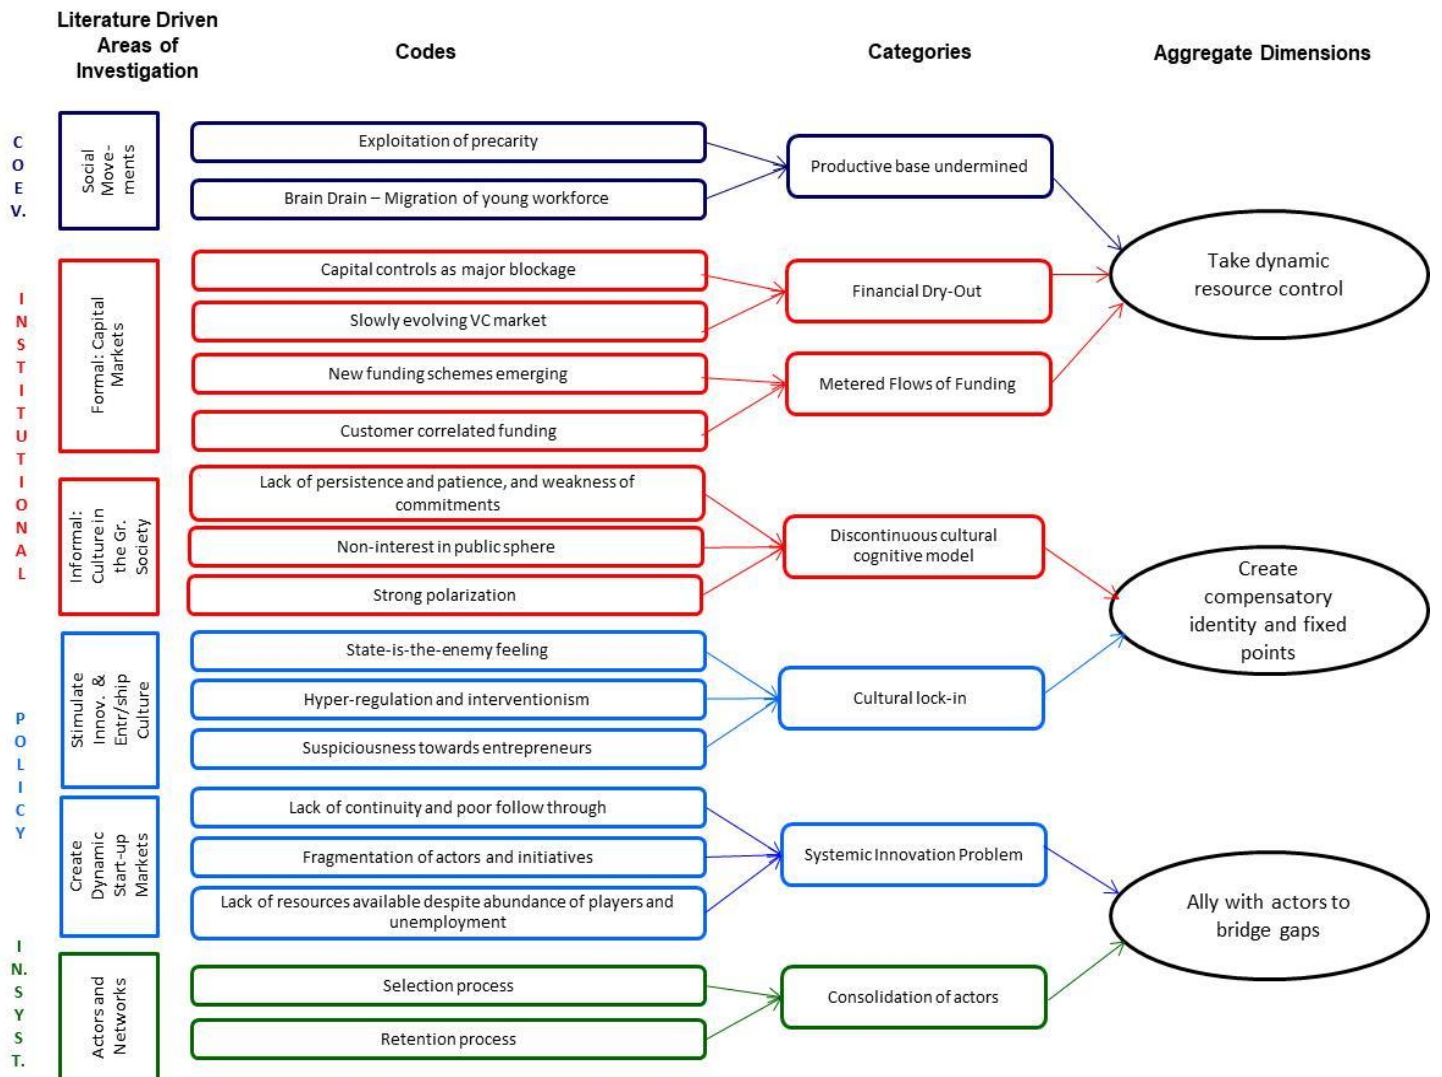 Literature Driven
Areas of
Investigation
Codes
Categories
Aggregate Dimensions
C
O
E
V.
Social
Move-
ments
Exploitation of precarity
Brain Drain – Migration of young workforce
Productive base undermined
Take dynamic
resource control
I
N
S
T
I
T
U
T
I
O
N
A
L
Formal: Capital
Markets
Capital controls as major blockage
Slowly evolving VC market
New funding schemes emerging
Customer correlated funding
Financial Dry-Out
Metered Flows of Funding
Informal:
Culture in
the Gr.
Society
Lack of persistence and patience, and weakness of
commitments
Non-interest in public sphere
Strong polarization
Discontinuous cultural
cognitive model
Create
compensatory
identity and fixed
points
P
O
L
I
C
Y
Stimulate
Innov. &
Entr/ship
Culture
State-is-the-enemy feeling
Hyper-regulation and interventionism
Suspiciousness towards entrepreneurs
Cultural lock-in
Create
Dynamic
Start-up
Markets
Lack of continuity and poor follow through
Fragmentation of actors and initiatives
Lack of resources available despite abundance of players and
unemployment
Systemic Innovation Problem
Ally with actors to
bridge gaps
I
N.
S
Y
S
T.
Actors and
Networks
Selection process
Retention process
Consolidation of actors